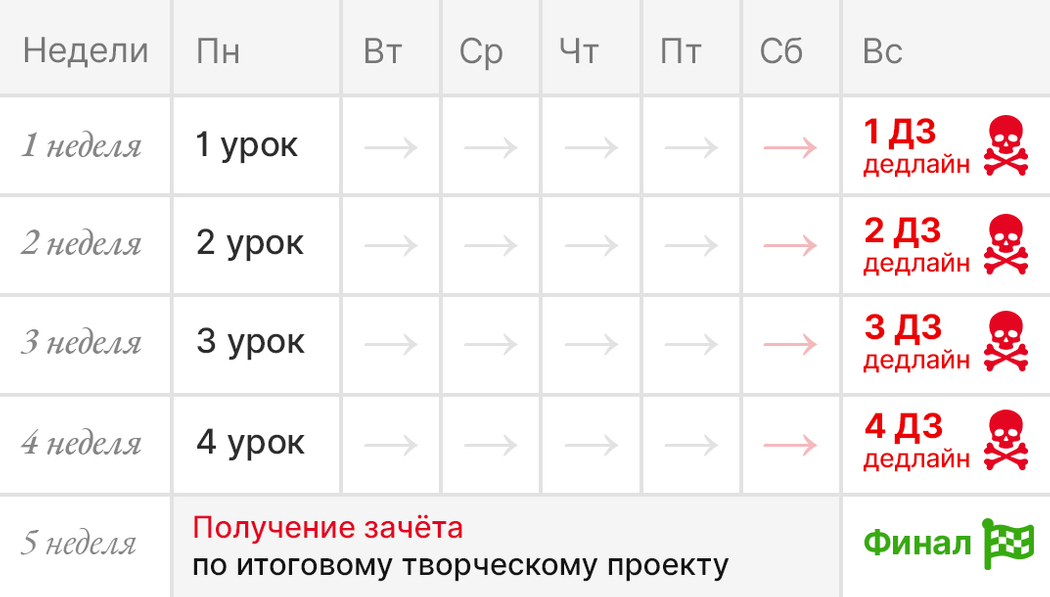 Недели Пн Вт Ср Чт Пт Сб Вс
1 неделя 1 урок → → → → → 1 ДЗ
дедлайн
2 неделя 2 урок → → → → → 2 ДЗ
дедлайн
3 неделя 3 урок → → → → → 3 ДЗ
дедлайн
4 неделя 4 урок → → → → → 4 ДЗ
дедлайн
5 неделя Получение зачёта
по итоговому творческому проекту
Финал